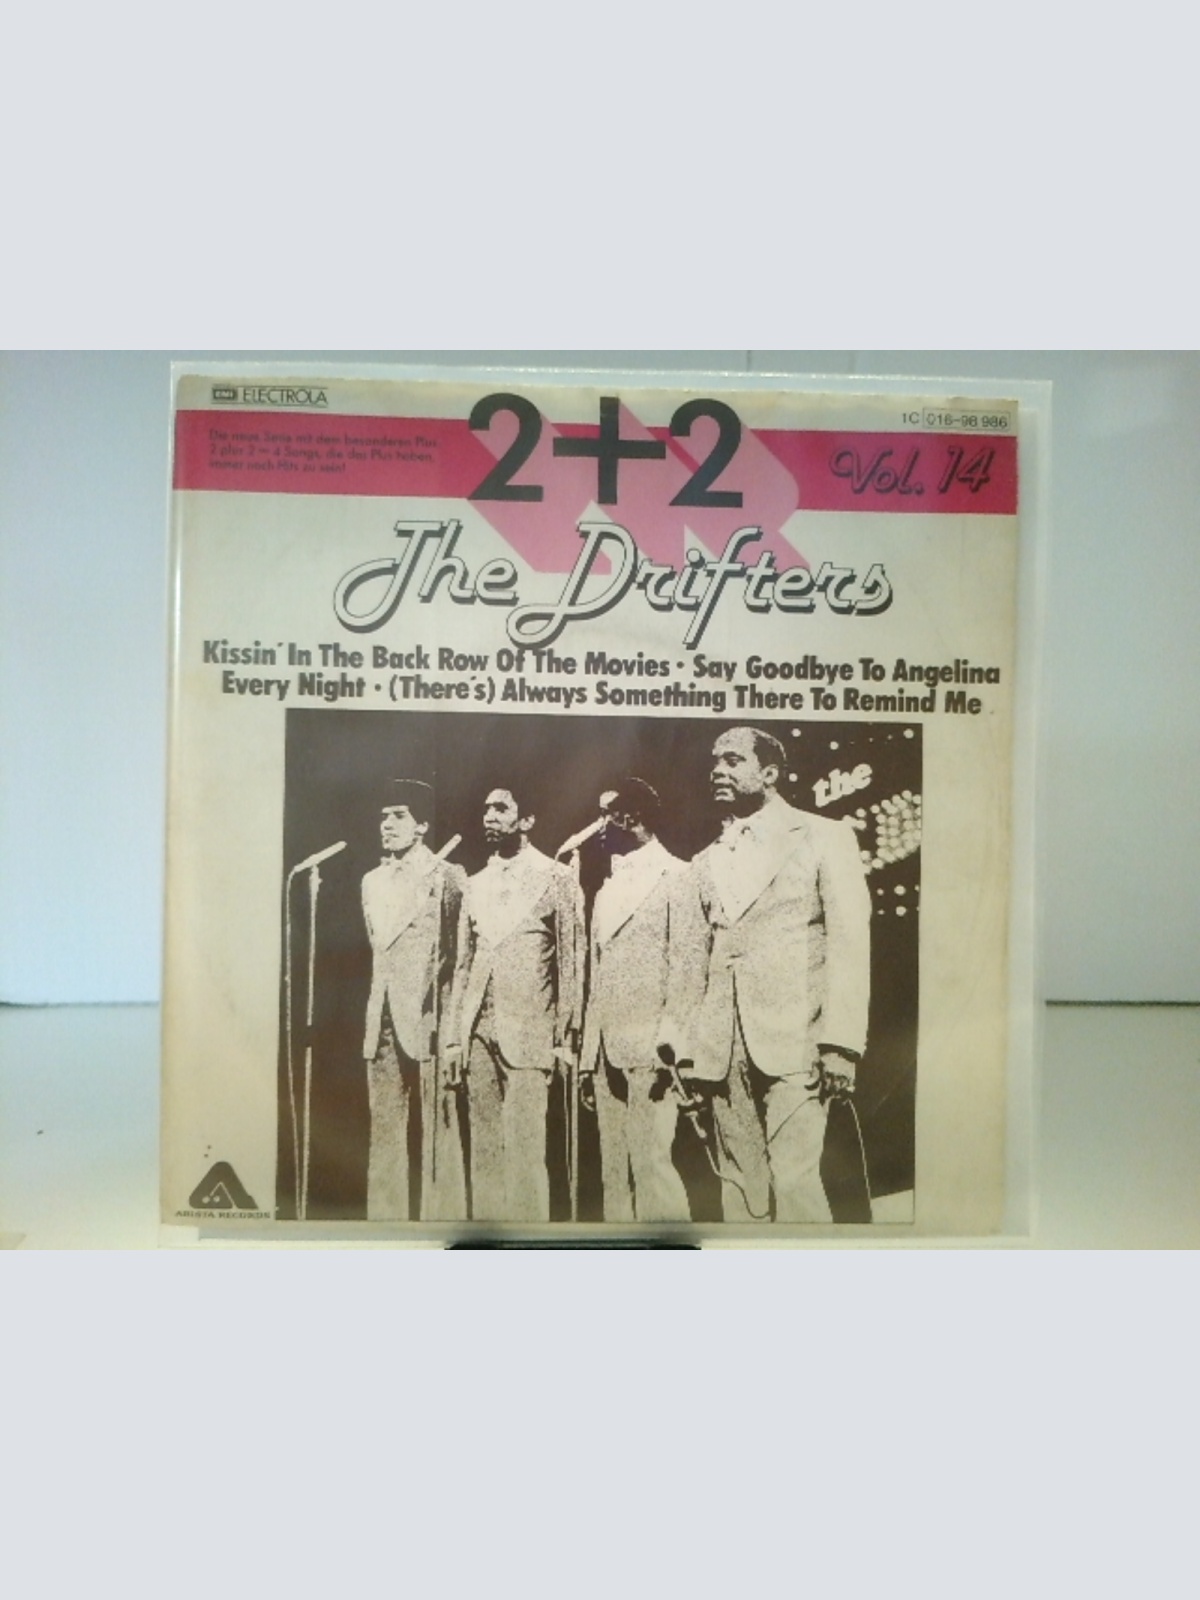 EMI ELECTROLA
1C 016-98 986
Die neue Serie mit dem besonderen Plus
2 plus 2 = 4 Songs, die das Plus haben,
immer noch Hits zu sein!
2+2
Vol. 14
The Drifters
Kissin' In The Back Row Of The Movies · Say Goodbye To Angelina
Every Night · (There's) Always Something There To Remind Me
the
ARISTA RECORDS